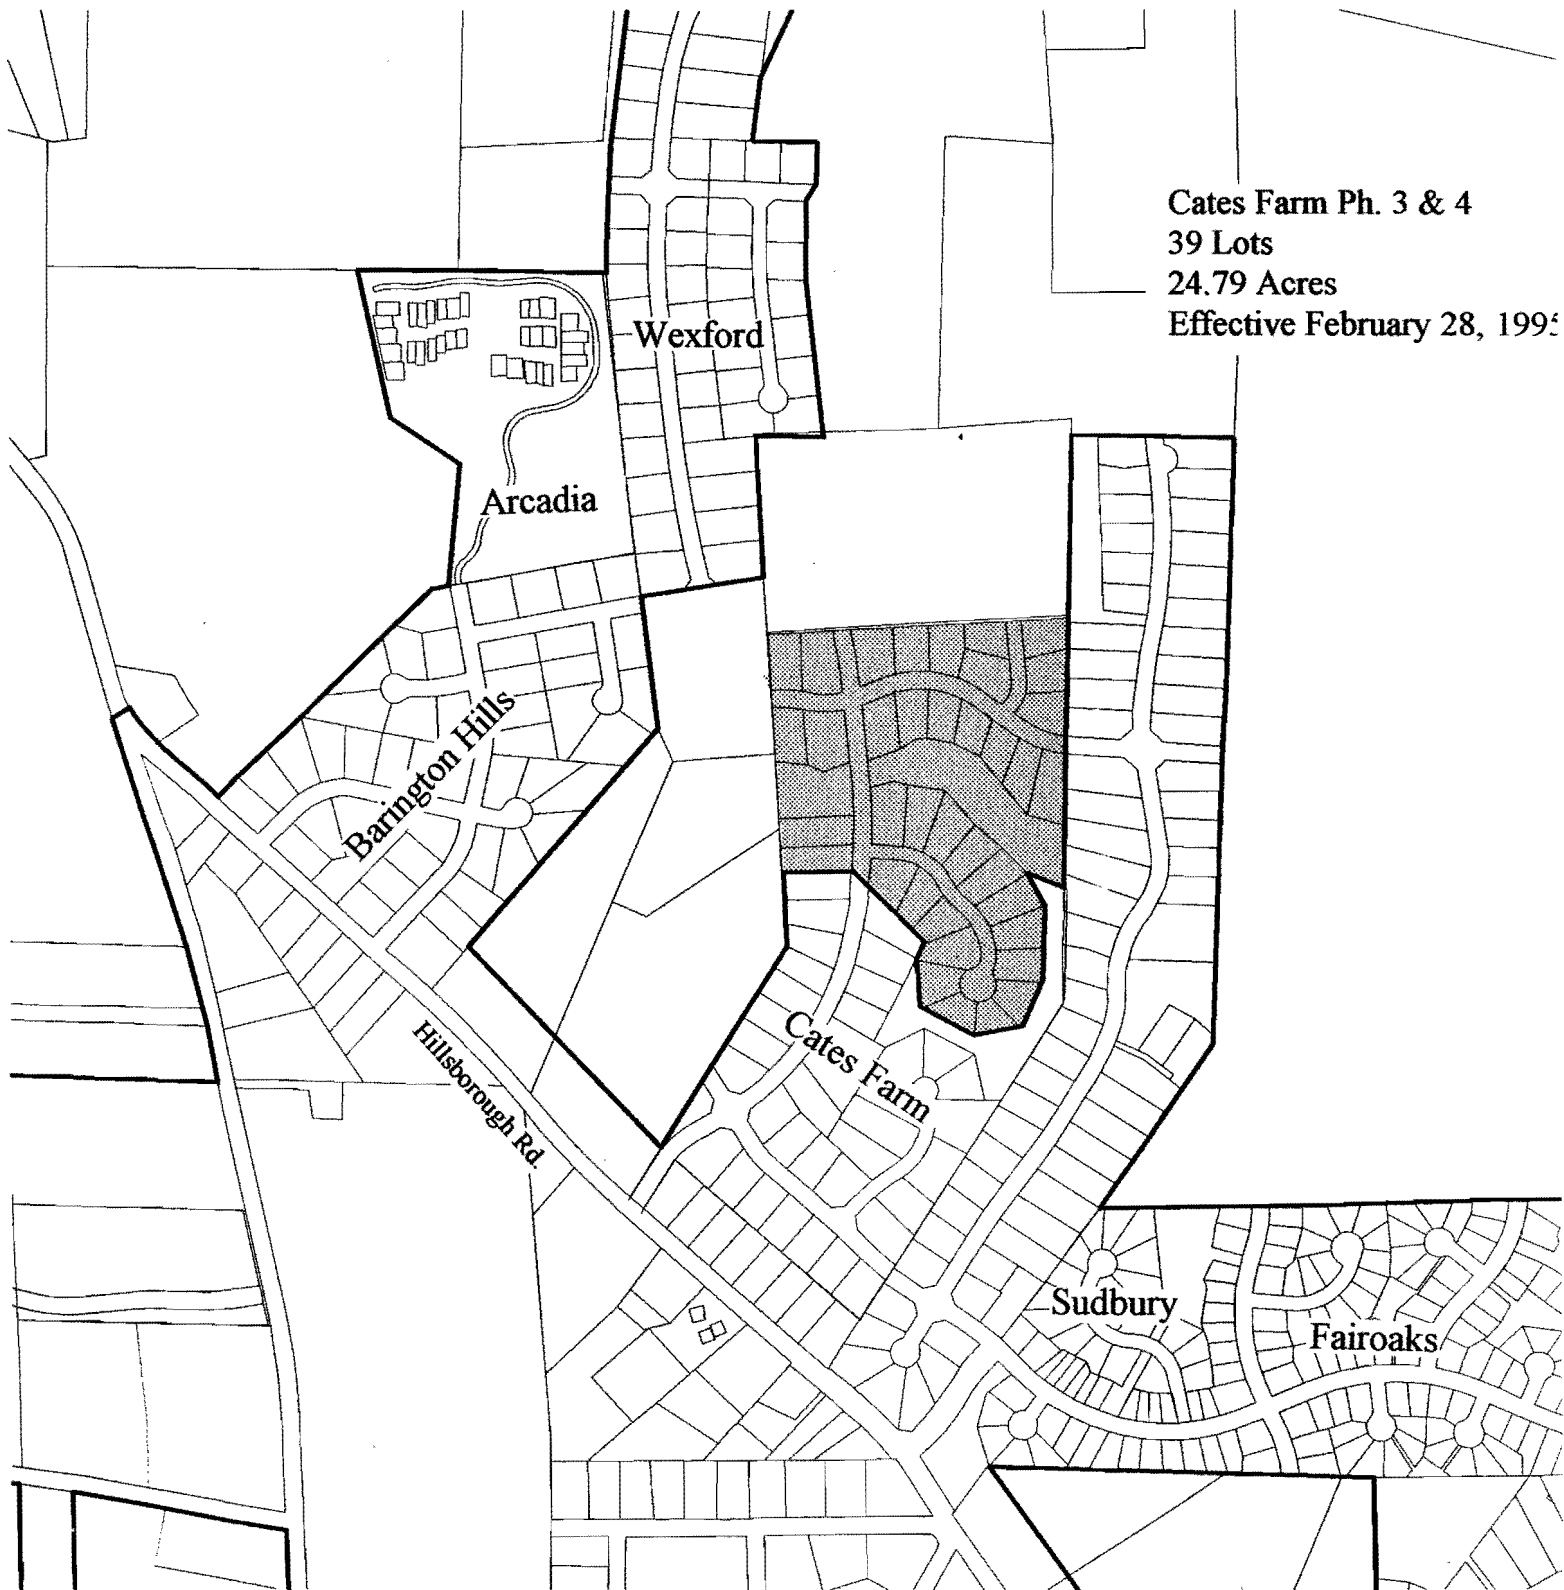 Cates Farm Ph. 3 & 4
39 Lots
24.79 Acres
Effective February 28, 1995
Wexford
Arcadia
Barington Hills
Cates Farm
Hillsborough Rd.
Sudbury
Fairoaks